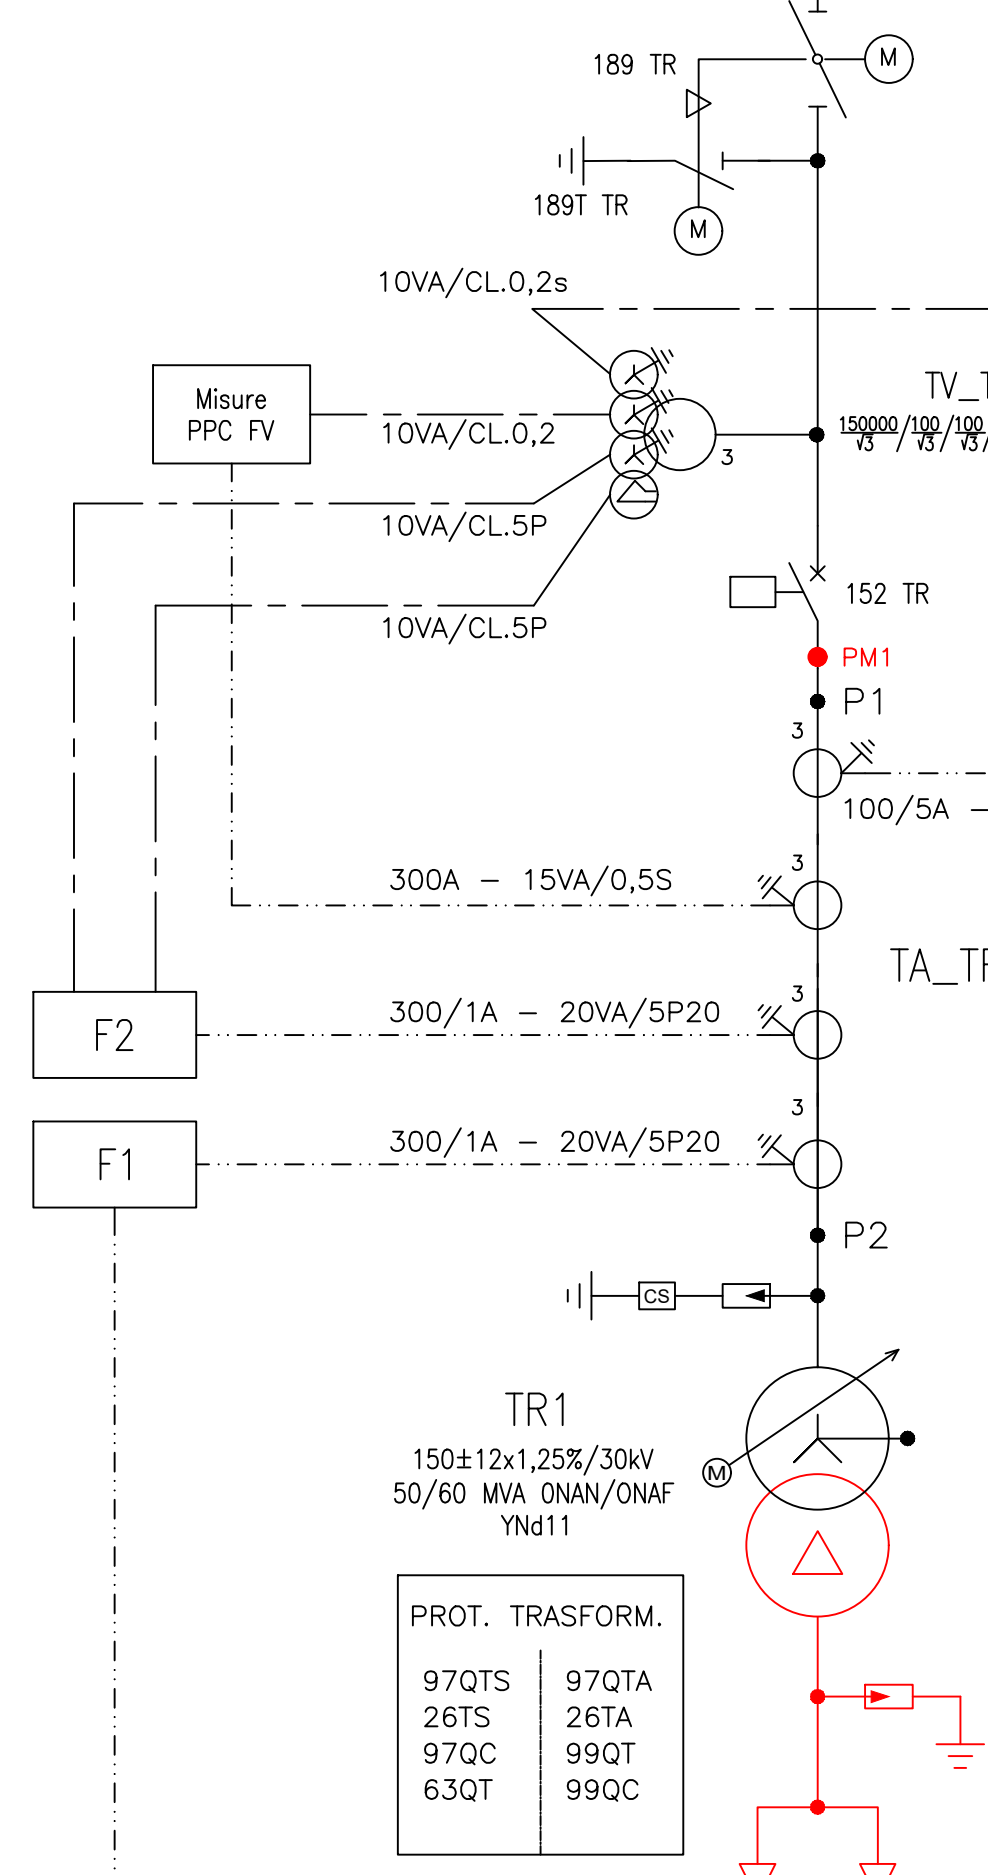 M
189 TR
189T TR
M
10VA/CL.0,2s
Misure
PPC FV
10VA/CL.0,2
TV_T
150000/√3 / 100/√3 / 100/√3 /
3
10VA/CL.5P
152 TR
10VA/CL.5P
PM1
P1
3
100/5A –
3
300A – 15VA/0,5S
TA_TR
3
300/1A – 20VA/5P20
F2
3
300/1A – 20VA/5P20
F1
P2
CS
TR1
150±12x1,25%/30kV
M
50/60 MVA ONAN/ONAF
YNd11
PROT. TRASFORM.
97QTS 97QTA
26TS 26TA
97QC 99QT
63QT 99QC